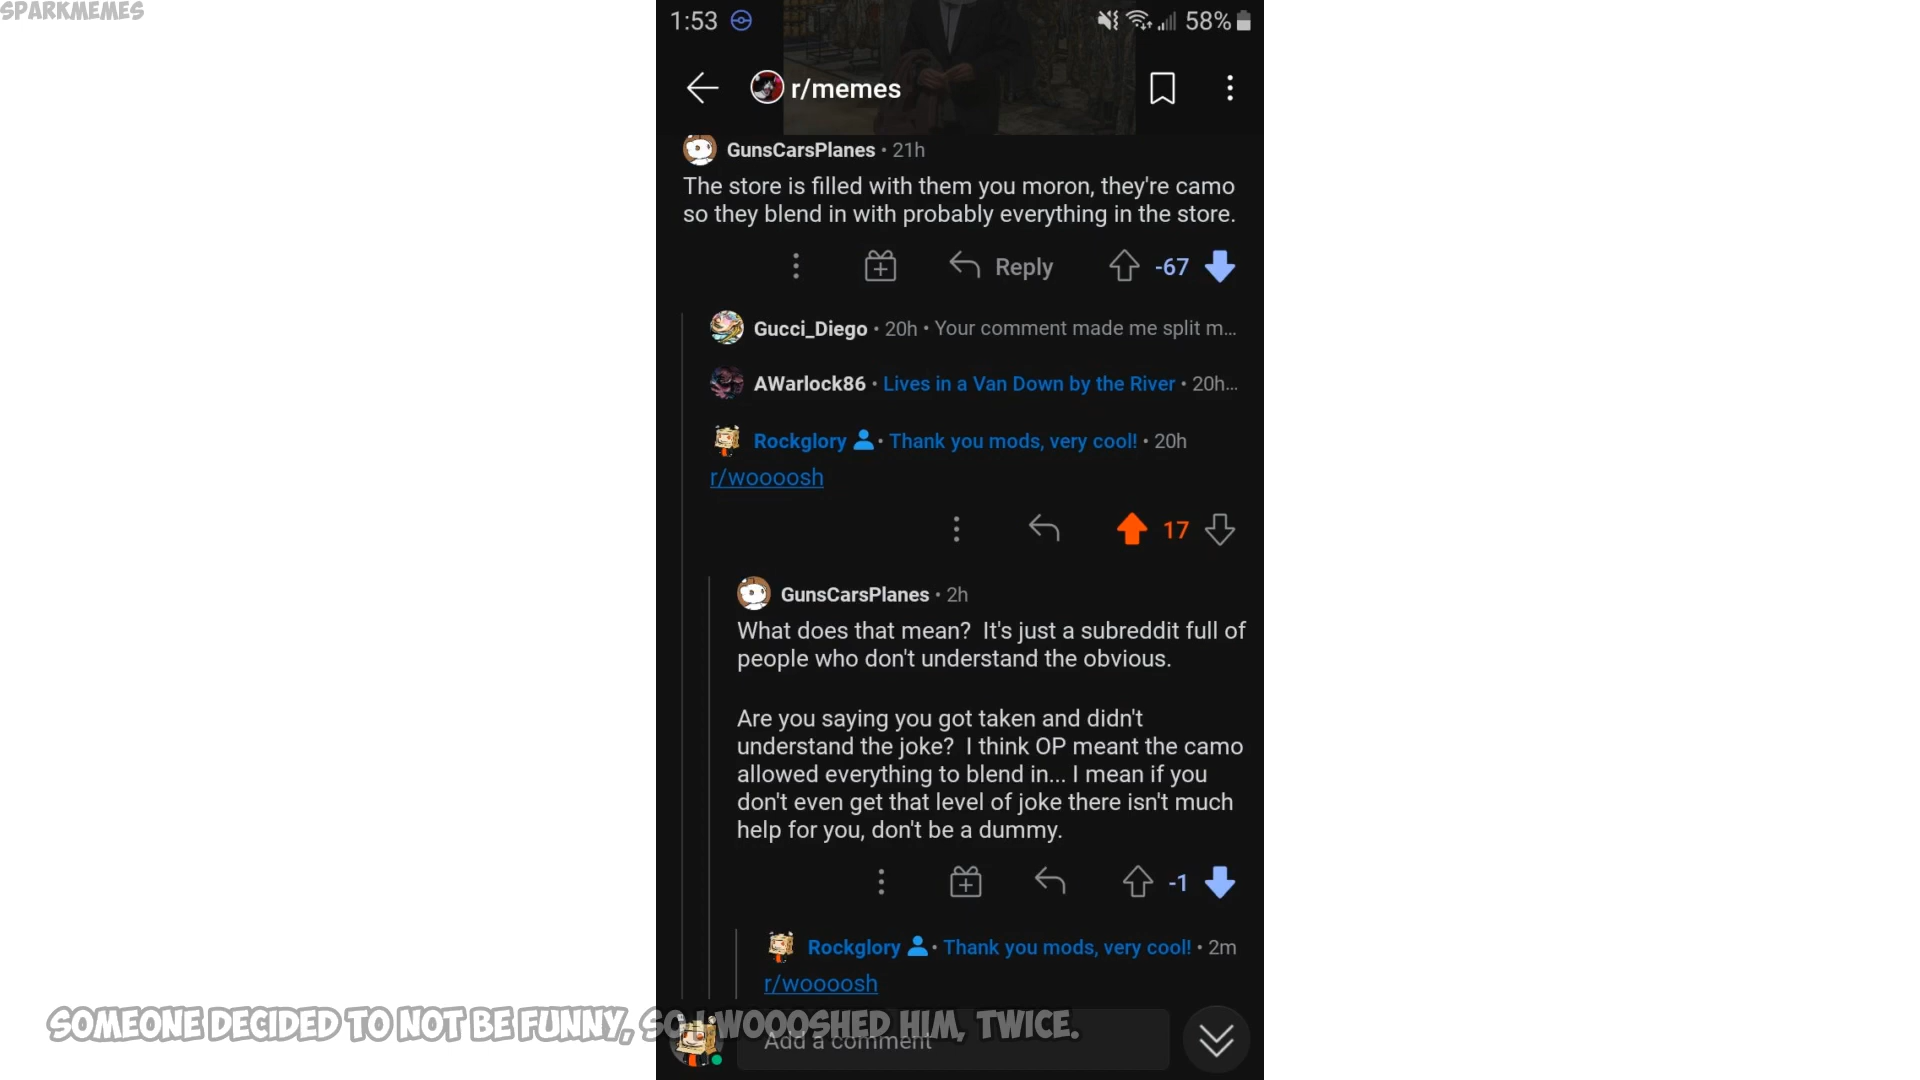 SPARKMEMES
1:53 58%
r/memes
GunsCarsPlanes • 21h
The store is filled with them you moron, they're camo
so they blend in with probably everything in the store.
Reply -67
Gucci_Diego • 20h • Your comment made me split m...
AWarlock86 • Lives in a Van Down by the River • 20h...
Rockglory • Thank you mods, very cool! • 20h
r/woooosh
17
GunsCarsPlanes • 2h
What does that mean? It's just a subreddit full of
people who don't understand the obvious.
Are you saying you got taken and didn't
understand the joke? I think OP meant the camo
allowed everything to blend in... I mean if you
don't even get that level of joke there isn't much
help for you, don't be a dummy.
-1
Rockglory • Thank you mods, very cool! • 2m
r/woooosh
SOMEONE DECIDED TO NOT BE FUNNY, SO I WOOOSHED HIM, TWICE.
Add a comment